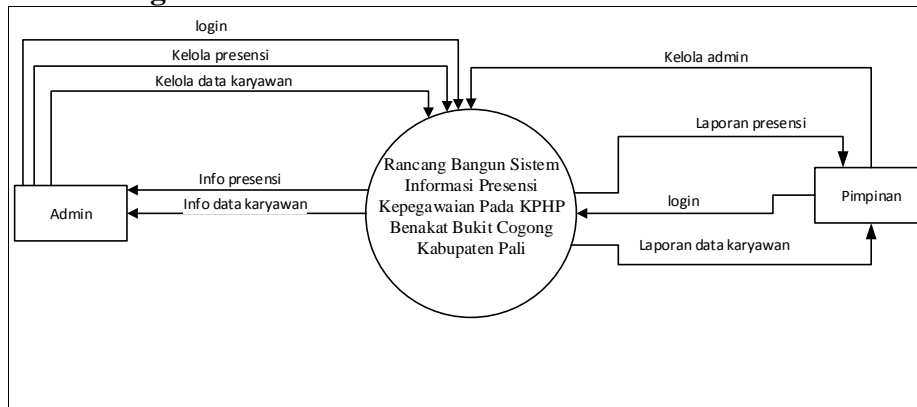 login
Kelola presensi
Kelola data karyawan
Kelola admin
Laporan presensi
Rancang Bangun Sistem
Informasi Presensi
Kepegawaian Pada KPHP
Benakat Bukit Cogong
Kabupaten Pali
Info presensi
Info data karyawan
Admin
login
Pimpinan
Laporan data karyawan